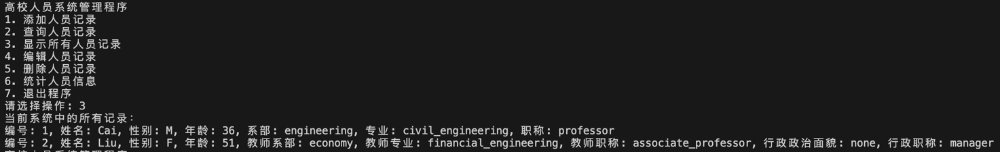 高校人员系统管理程序
1. 添加人员记录
2. 查询人员记录
3. 显示所有人员记录
4. 编辑人员记录
5. 删除人员记录
6. 统计人员信息
7. 退出程序
请选择操作: 3
当前系统中的所有记录:
编号: 1, 姓名: Cai, 性别: M, 年龄: 36, 系部: engineering, 专业: civil_engineering, 职称: professor
编号: 2, 姓名: Liu, 性别: F, 年龄: 51, 教师系部: economy, 教师专业: financial_engineering, 教师职称: associate_professor, 行政政治面貌: none, 行政职称: manager